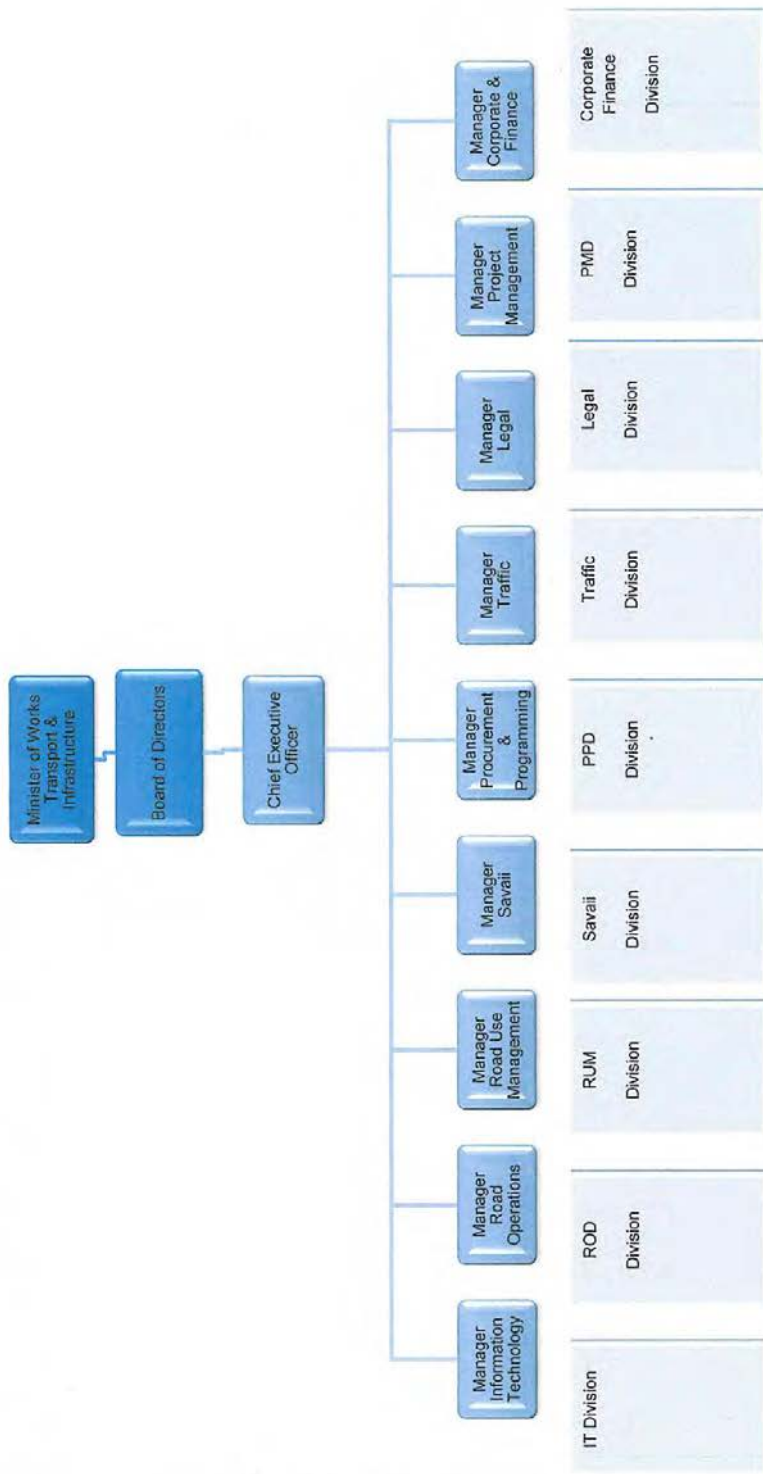 Minister of Works
Transport &
Infrastructure
Board of Directors
Chief Executive
Officer
Manager
Information
Technology
Manager
Road
Operations
Manager
Road Use
Management
Manager
Savaii
Manager
Procurement
&
Programming
Manager
Traffic
Manager
Legal
Manager
Project
Management
Manager
Corporate &
Finance
IT Division
ROD
Division
RUM
Division
Savaii
Division
PPD
Division
Traffic
Division
Legal
Division
PMD
Division
Corporate
Finance
Division